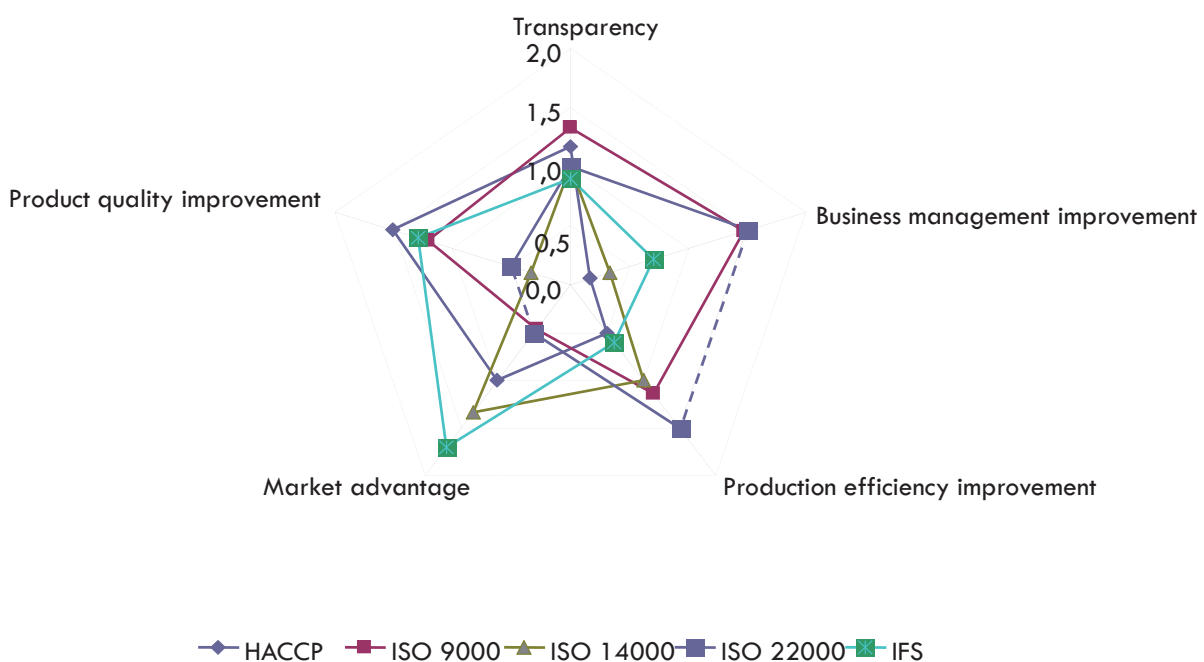 Transparency
2,0
1,5
1,0
0,5
0,0
Product quality improvement
Business management improvement
Market advantage
Production efficiency improvement
HACCP ISO 9000 ISO 14000 ISO 22000 IFS